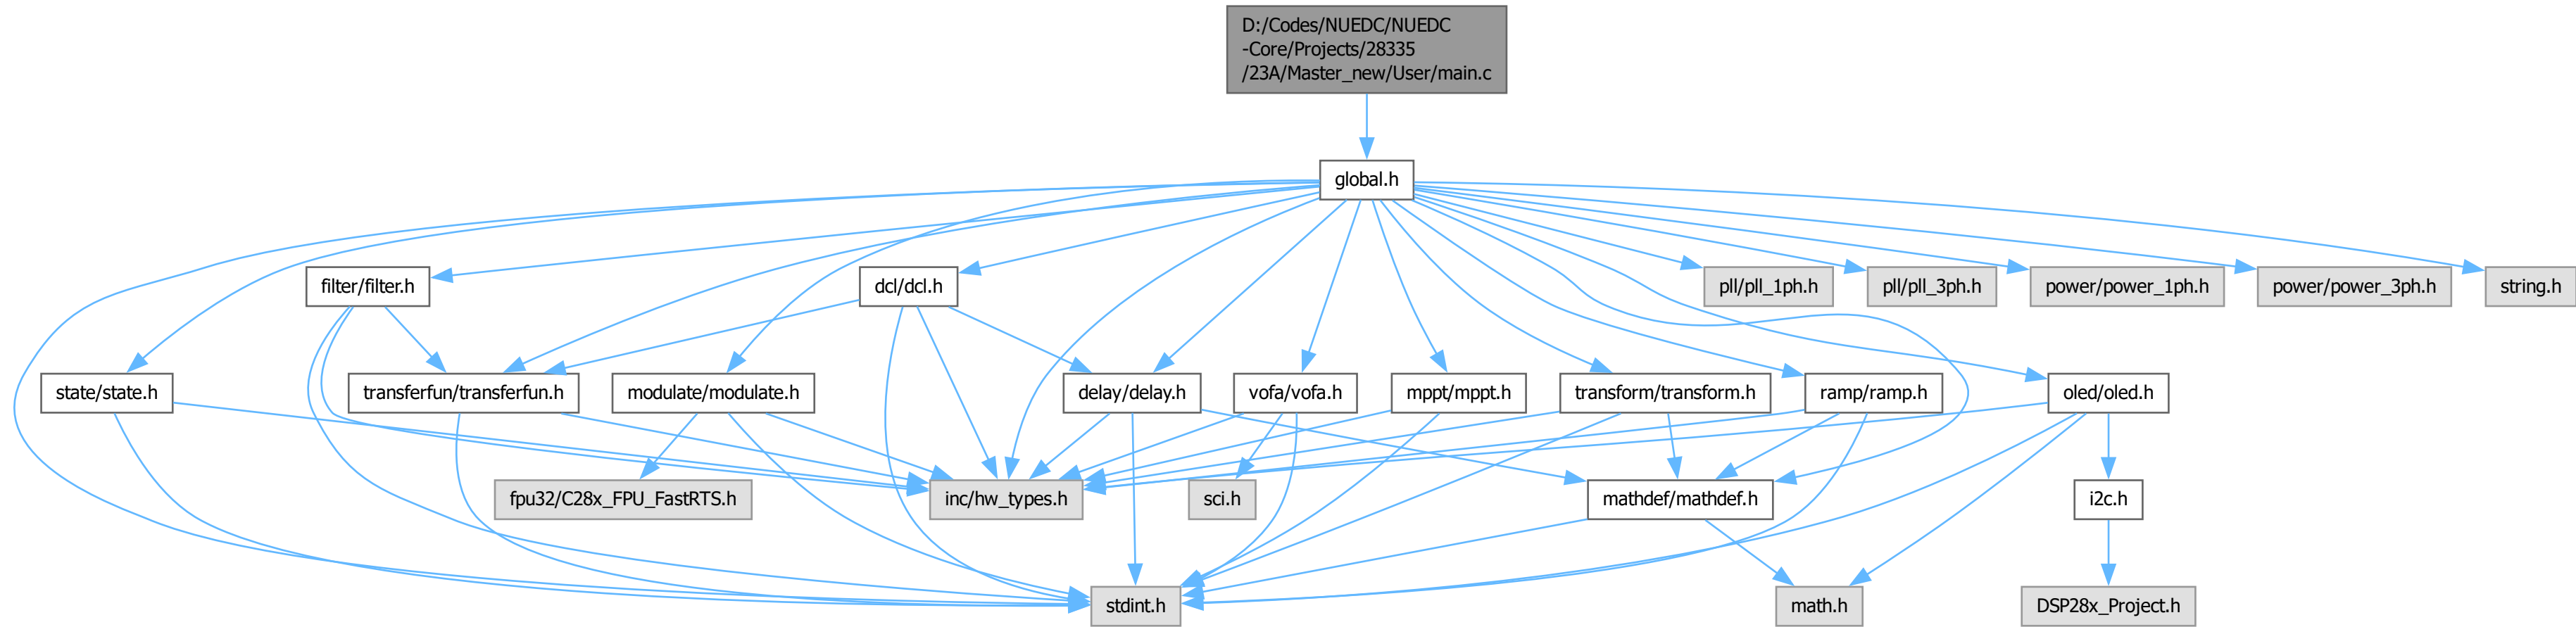 D:/Codes/NUEDC/NUEDC
-Core/Projects/28335
/23A/Master_new/User/main.c
global.h
filter/filter.h
dcl/dcl.h
pll/pll_1ph.h
pll/pll_3ph.h
power/power_1ph.h
power/power_3ph.h
string.h
state/state.h
transferfun/transferfun.h
modulate/modulate.h
delay/delay.h
vofa/vofa.h
mppt/mppt.h
transform/transform.h
ramp/ramp.h
oled/oled.h
fpu32/C28x_FPU_FastRTS.h
inc/hw_types.h
sci.h
mathdef/mathdef.h
i2c.h
stdint.h
math.h
DSP28x_Project.h